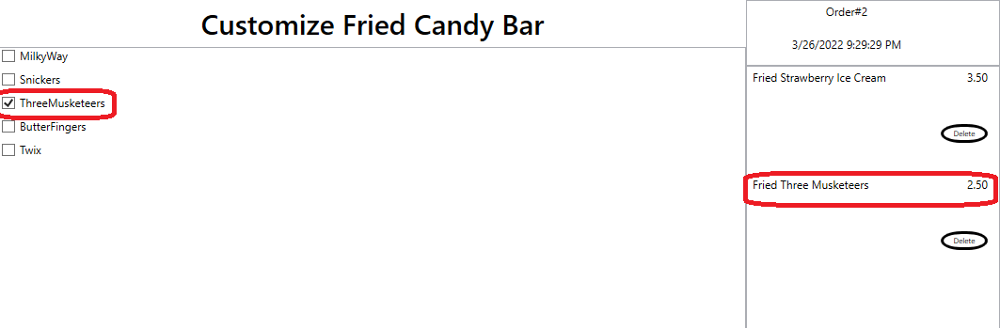 Customize Fried Candy Bar
MilkyWay
Snickers
ThreeMusketeers
ButterFingers
Twix
Order#2
3/26/2022 9:29:29 PM
Fried Strawberry Ice Cream 3.50
Delete
Fried Three Musketeers 2.50
Delete